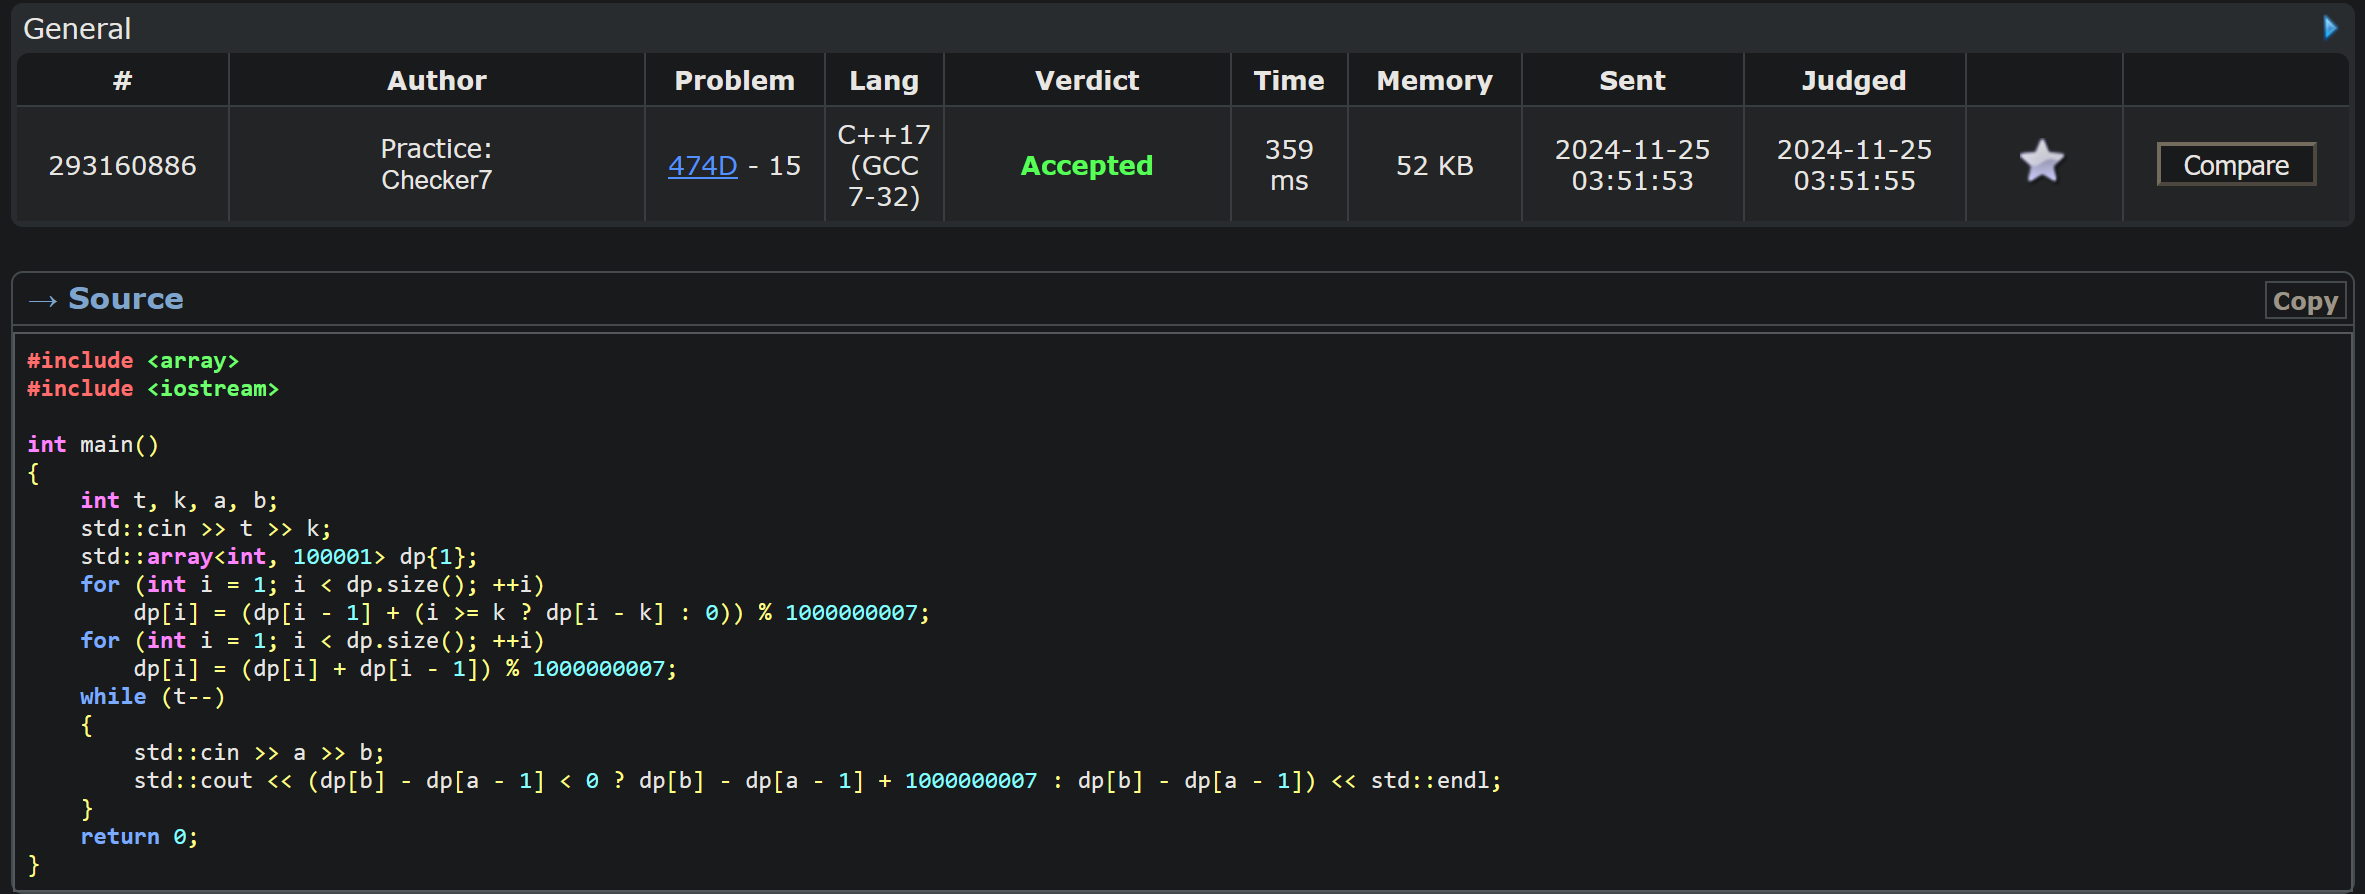 General
# Author Problem Lang Verdict Time Memory Sent Judged
293160886 Practice: Checker7 474D - 15 C++17 (GCC 7-32) Accepted 359 ms 52 KB 2024-11-25 03:51:53 2024-11-25 03:51:55 Compare
→ Source Copy
#include <array>
#include <iostream>

int main()
{
    int t, k, a, b;
    std::cin >> t >> k;
    std::array<int, 100001> dp{1};
    for (int i = 1; i < dp.size(); ++i)
        dp[i] = (dp[i - 1] + (i >= k ? dp[i - k] : 0)) % 1000000007;
    for (int i = 1; i < dp.size(); ++i)
        dp[i] = (dp[i] + dp[i - 1]) % 1000000007;
    while (t--)
    {
        std::cin >> a >> b;
        std::cout << (dp[b] - dp[a - 1] < 0 ? dp[b] - dp[a - 1] + 1000000007 : dp[b] - dp[a - 1]) << std::endl;
    }
    return 0;
}